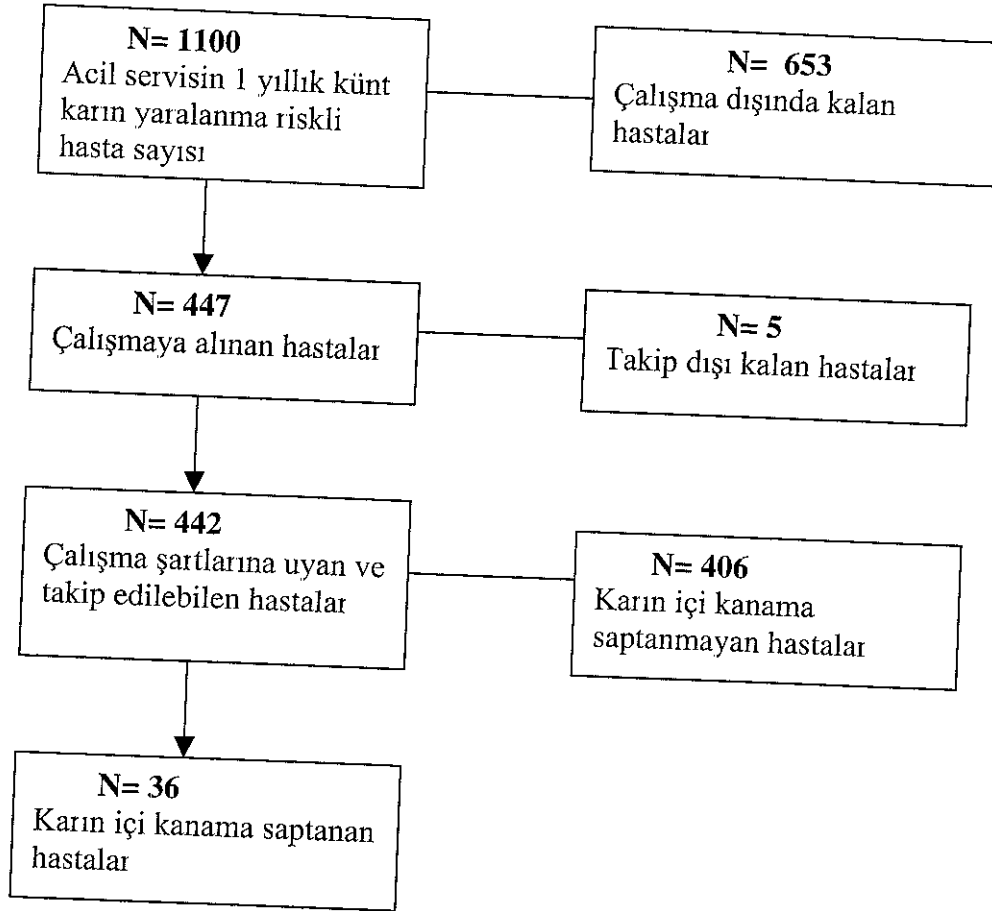 N= 1100
Acil servisin 1 yıllık künt
karın yaralanma riskli
hasta sayısı
N= 653
Çalışma dışında kalan
hastalar
N= 447
Çalışmaya alınan hastalar
N= 5
Takip dışı kalan hastalar
N= 442
Çalışma şartlarına uyan ve
takip edilebilen hastalar
N= 406
Karın içi kanama
saptanmayan hastalar
N= 36
Karın içi kanama saptanan
hastalar